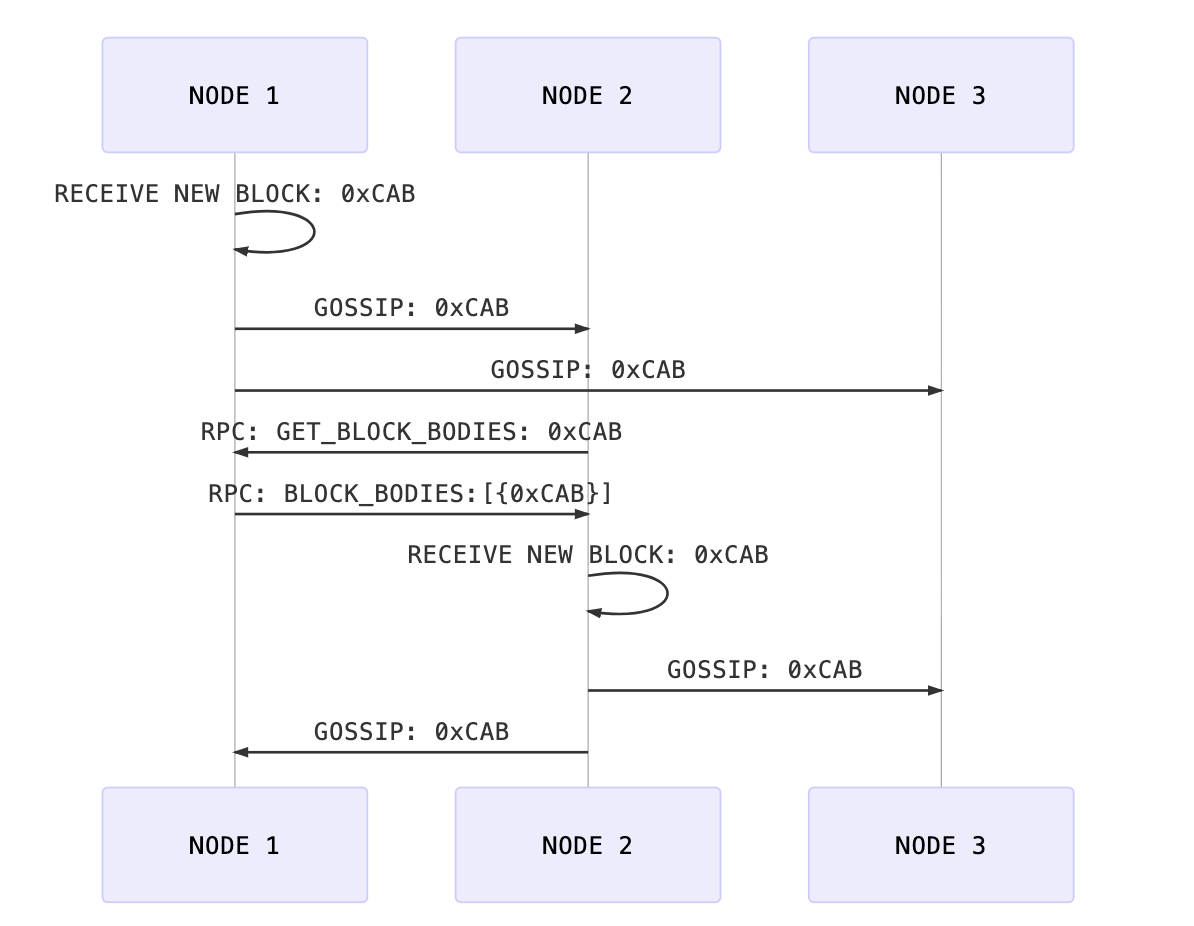 NODE 1
NODE 2
NODE 3
RECEIVE NEW BLOCK: 0xCAB
GOSSIP: 0xCAB
GOSSIP: 0xCAB
RPC: GET_BLOCK_BODIES: 0xCAB
RPC: BLOCK_BODIES:[{0xCAB}]
RECEIVE NEW BLOCK: 0xCAB
GOSSIP: 0xCAB
GOSSIP: 0xCAB
NODE 1
NODE 2
NODE 3